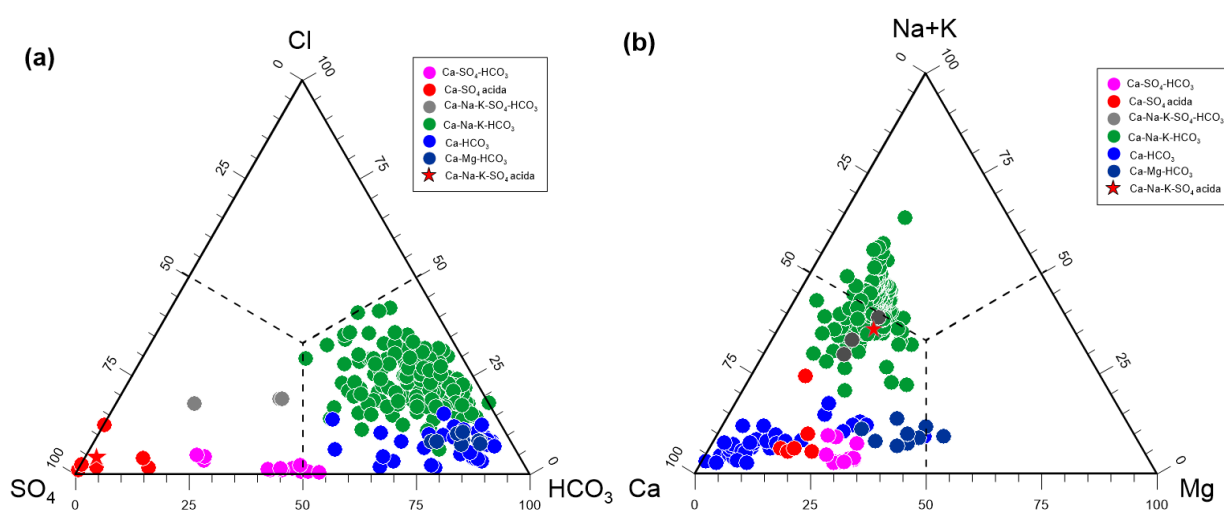 (a)
Cl
0
100
Ca-SO₄-HCO₃
Ca-SO₄ acida
Ca-Na-K-SO₄-HCO₃
Ca-Na-K-HCO₃
Ca-HCO₃
Ca-Mg-HCO₃
Ca-Na-K-SO₄ acida
25
75
50
50
75
25
100
0
SO₄
HCO₃
0
25
50
75
100
(b)
Na+K
0
100
Ca-SO₄-HCO₃
Ca-SO₄ acida
Ca-Na-K-SO₄-HCO₃
Ca-Na-K-HCO₃
Ca-HCO₃
Ca-Mg-HCO₃
Ca-Na-K-SO₄ acida
25
75
50
50
75
25
100
0
Ca
Mg
0
25
50
75
100